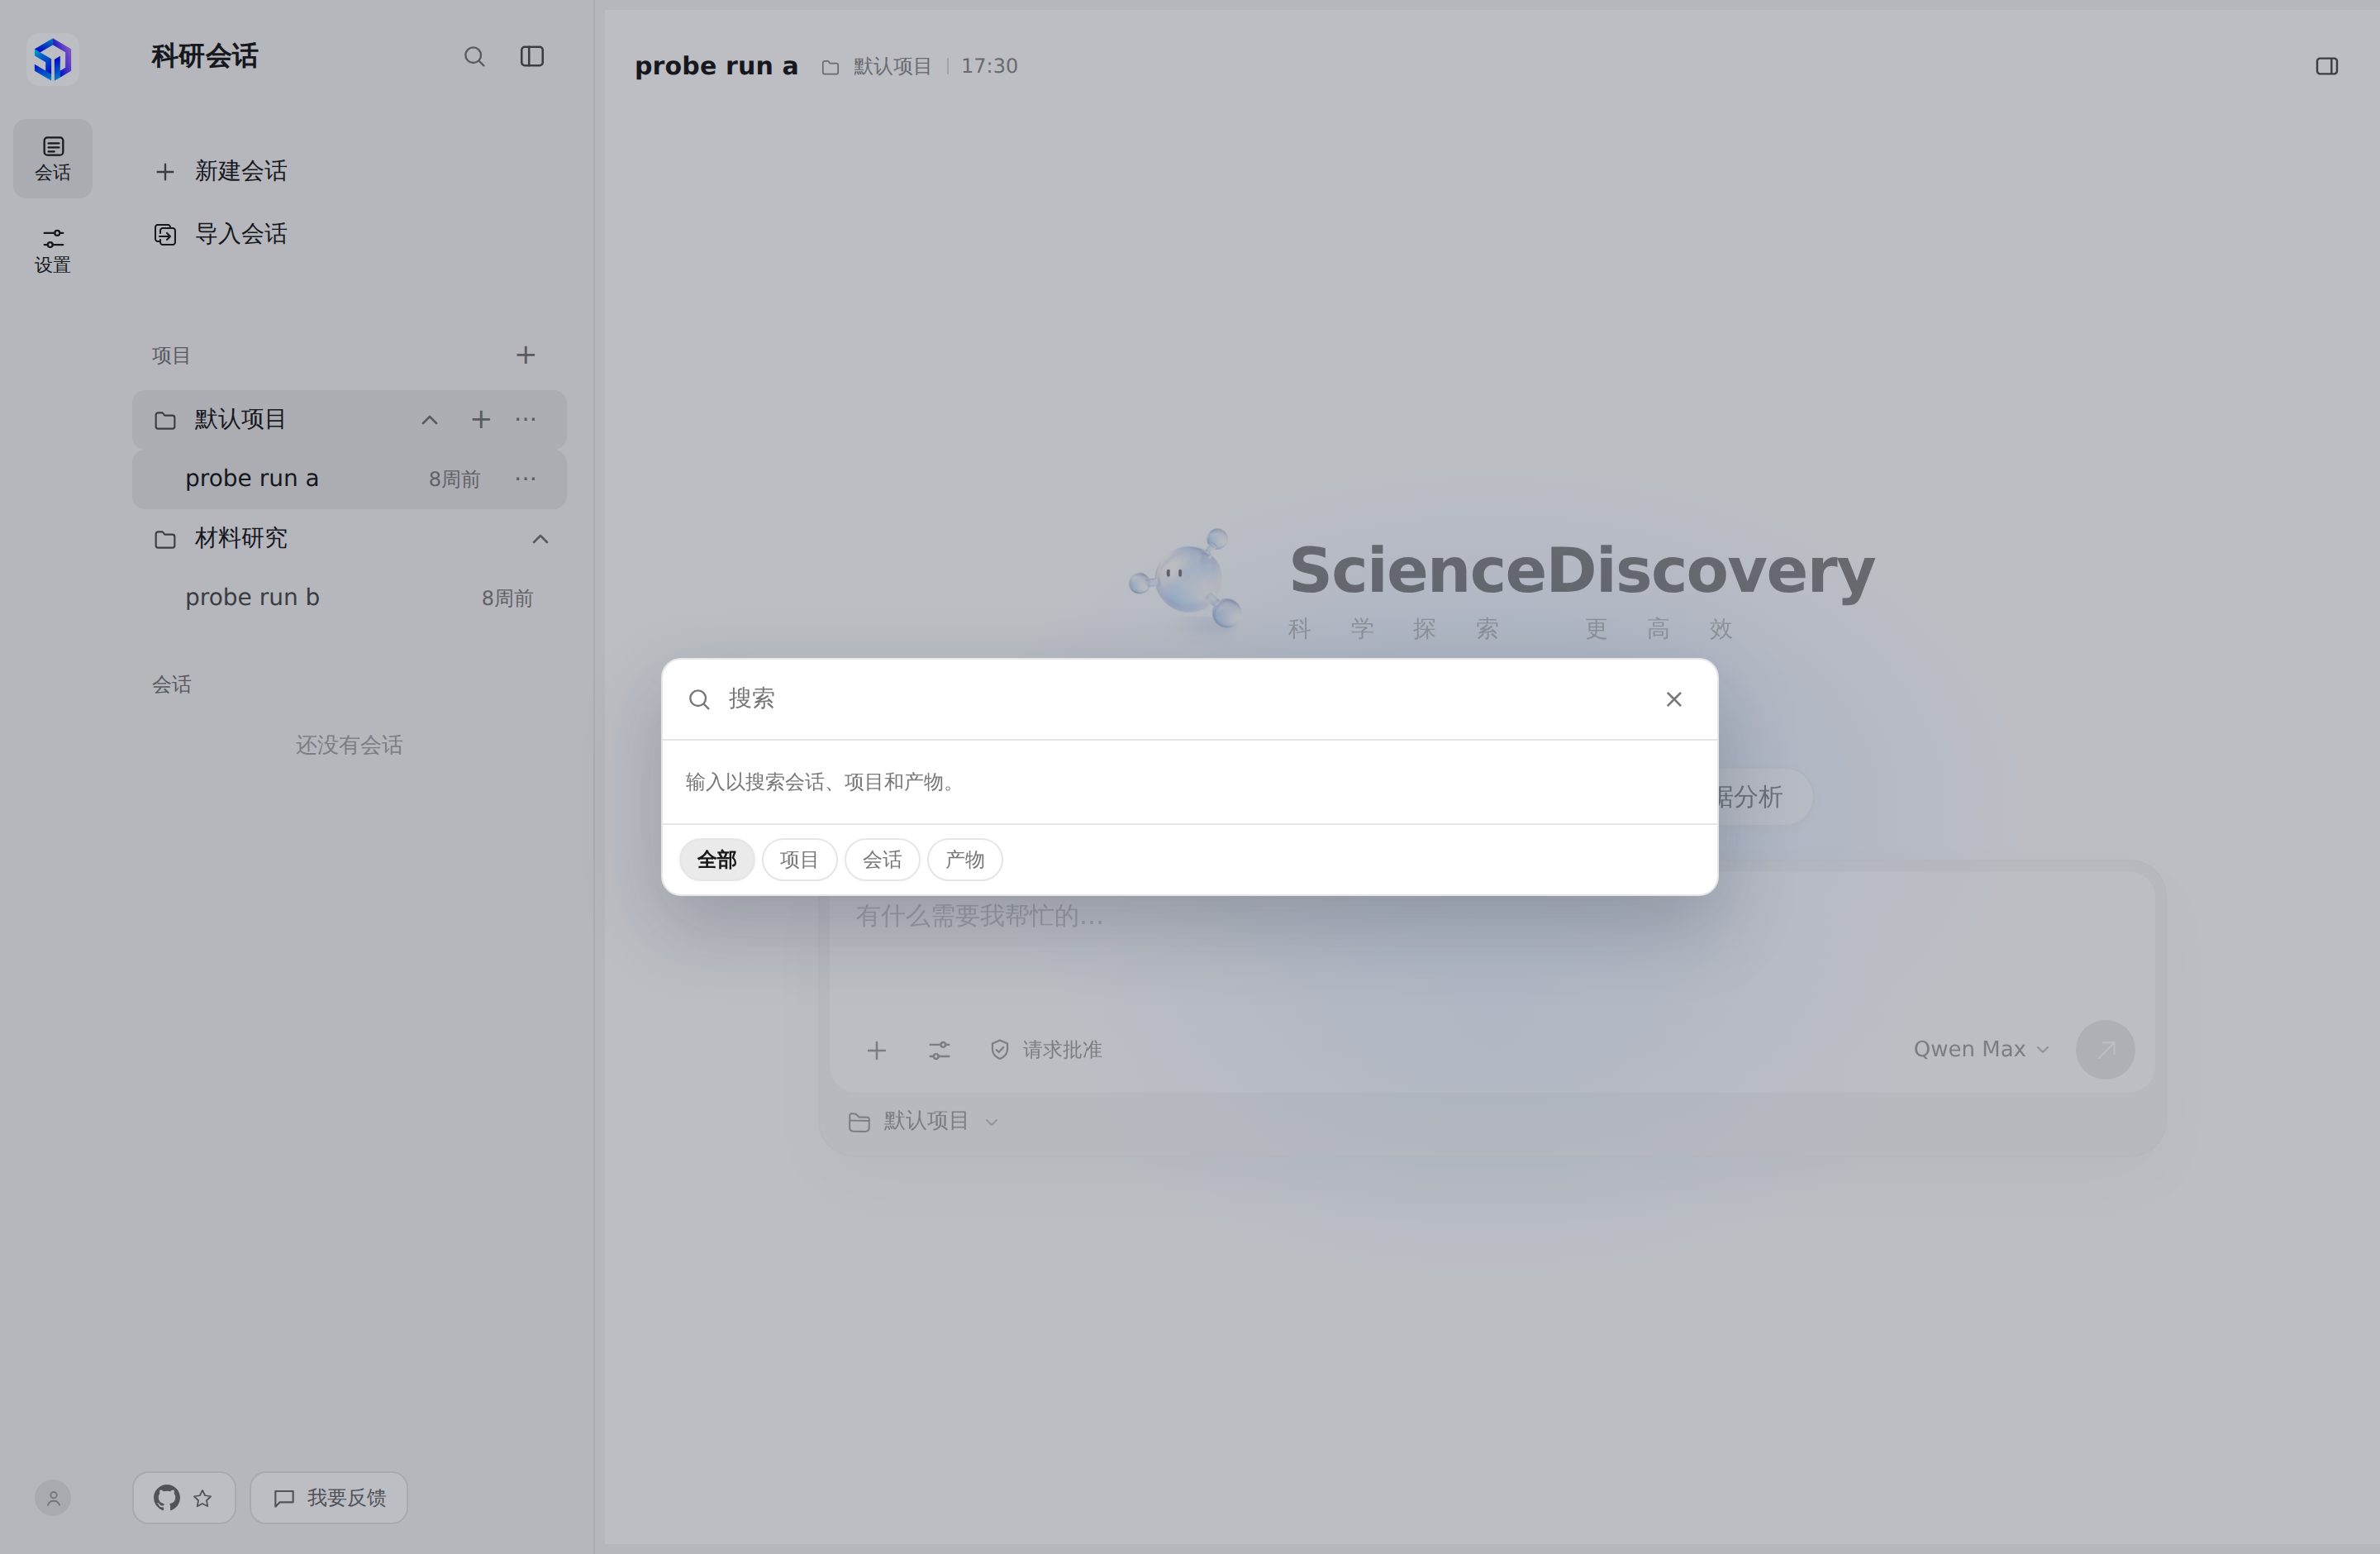 科研会话
会话
设置
新建会话
导入会话
项目
默认项目
probe run a 8周前
材料研究
probe run b 8周前
会话
还没有会话
我要反馈
probe run a 默认项目 17:30
ScienceDiscovery
科学探索 更高效
搜索
输入以搜索会话、项目和产物。
全部 项目 会话 产物
分析
有什么需要我帮忙的...
请求批准 Qwen Max
默认项目